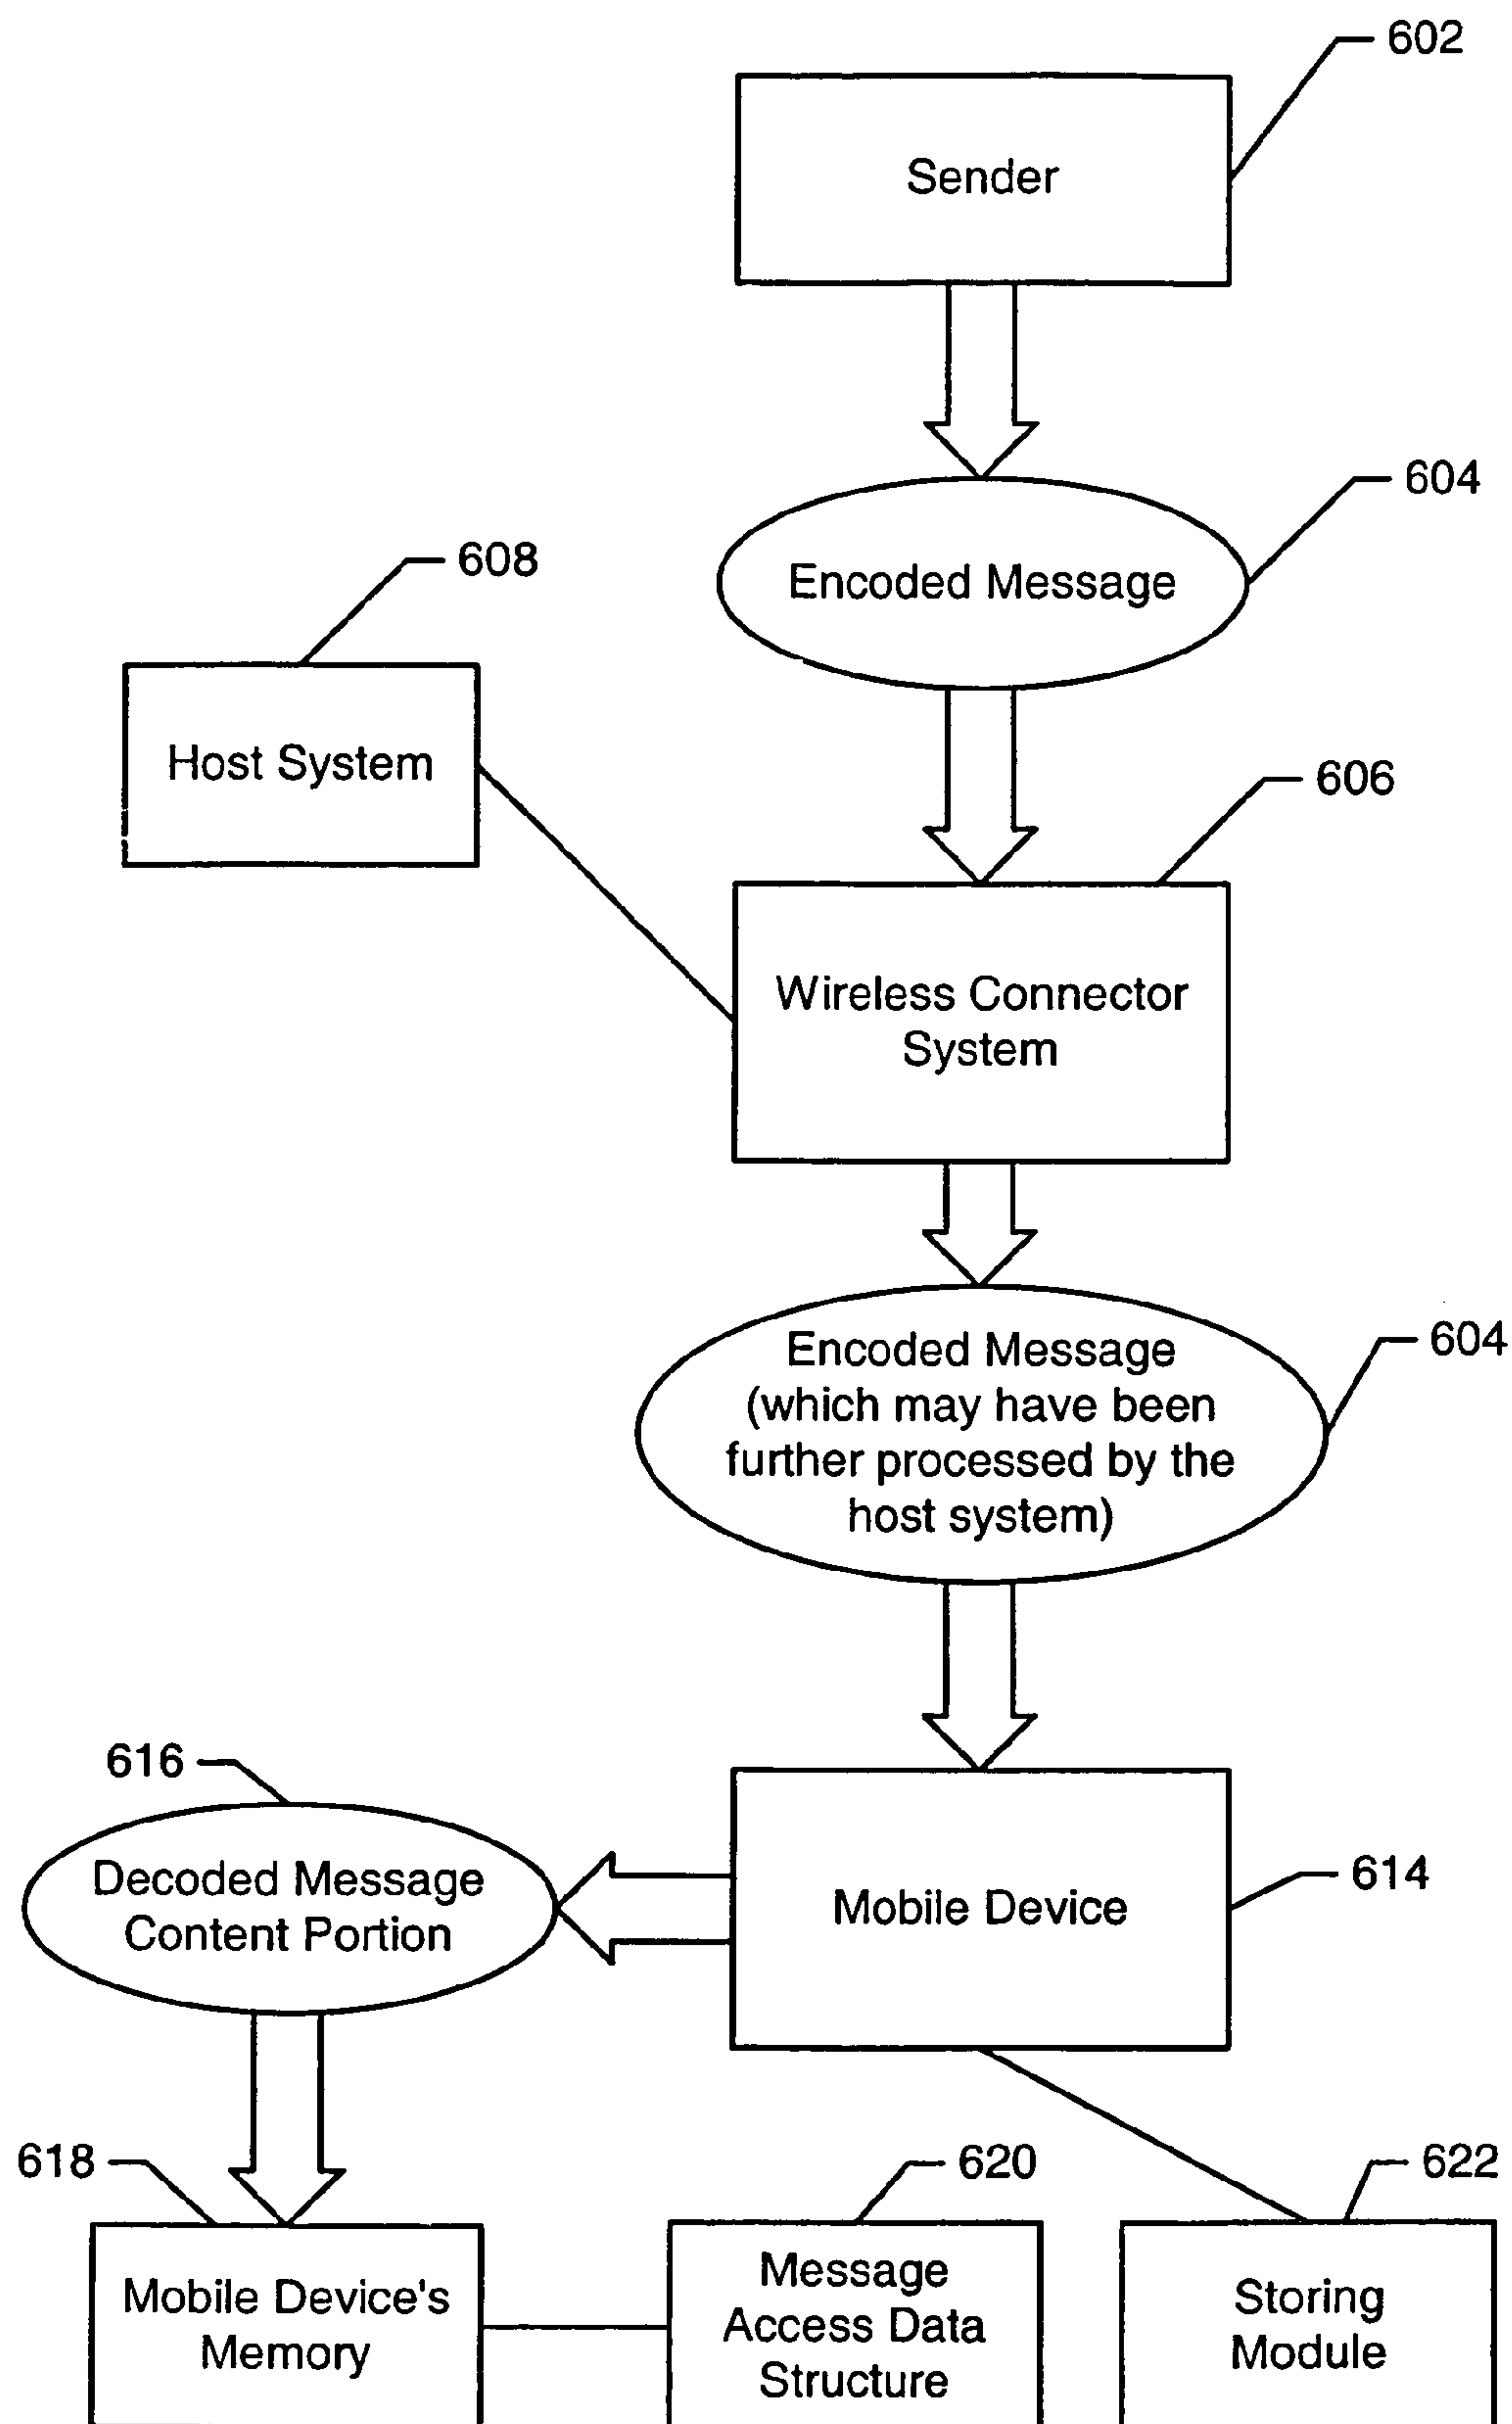 602
Sender
604
Encoded Message
608
Host System
606
Wireless Connector
System
604
Encoded Message
(which may have been
further processed by the
host system)
616
Decoded Message
Content Portion
614
Mobile Device
618
Mobile Device's
Memory
620
Message
Access Data
Structure
622
Storing
Module